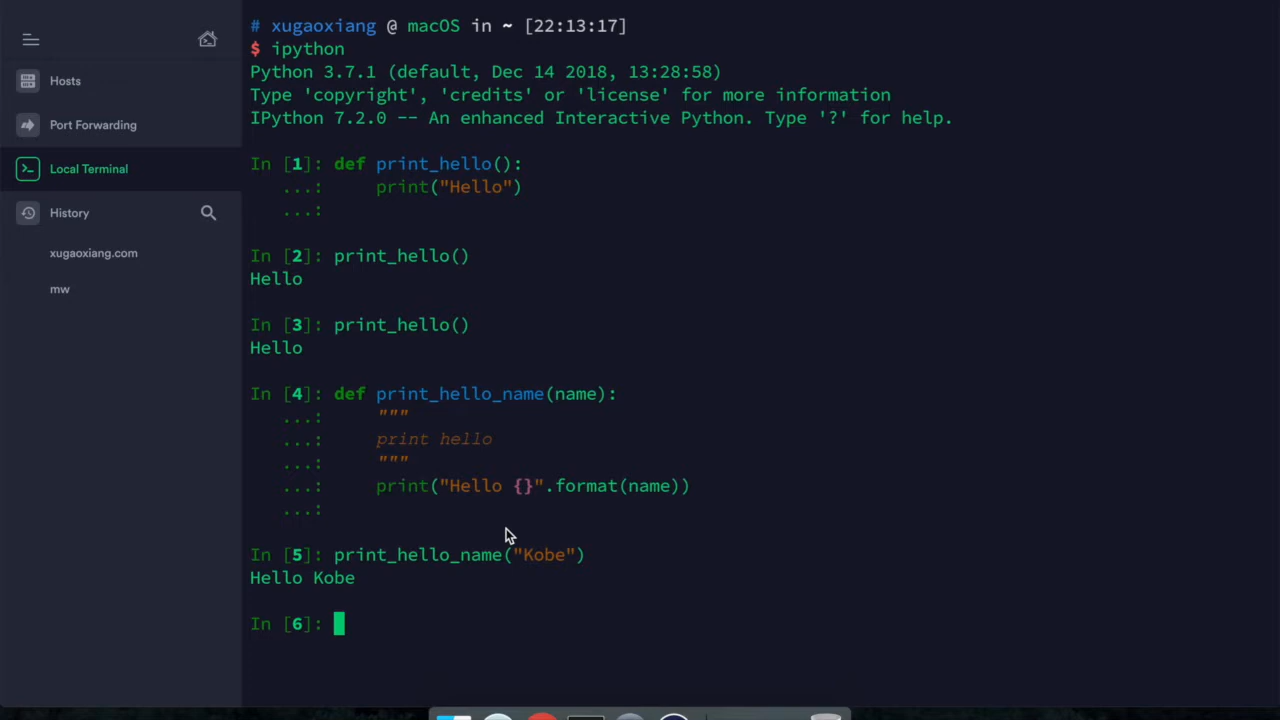 Hosts
Port Forwarding
Local Terminal
History
xugaoxiang.com
mw
# xugaoxiang @ macOS in ~ [22:13:17]
$ ipython
Python 3.7.1 (default, Dec 14 2018, 13:28:58)
Type 'copyright', 'credits' or 'license' for more information
IPython 7.2.0 -- An enhanced Interactive Python. Type '?' for help.
In [1]: def print_hello():
...: print("Hello")
...:
In [2]: print_hello()
Hello
In [3]: print_hello()
Hello
In [4]: def print_hello_name(name):
...: """
...: print hello
...: """
...: print("Hello {}".format(name))
...:
In [5]: print_hello_name("Kobe")
Hello Kobe
In [6]: